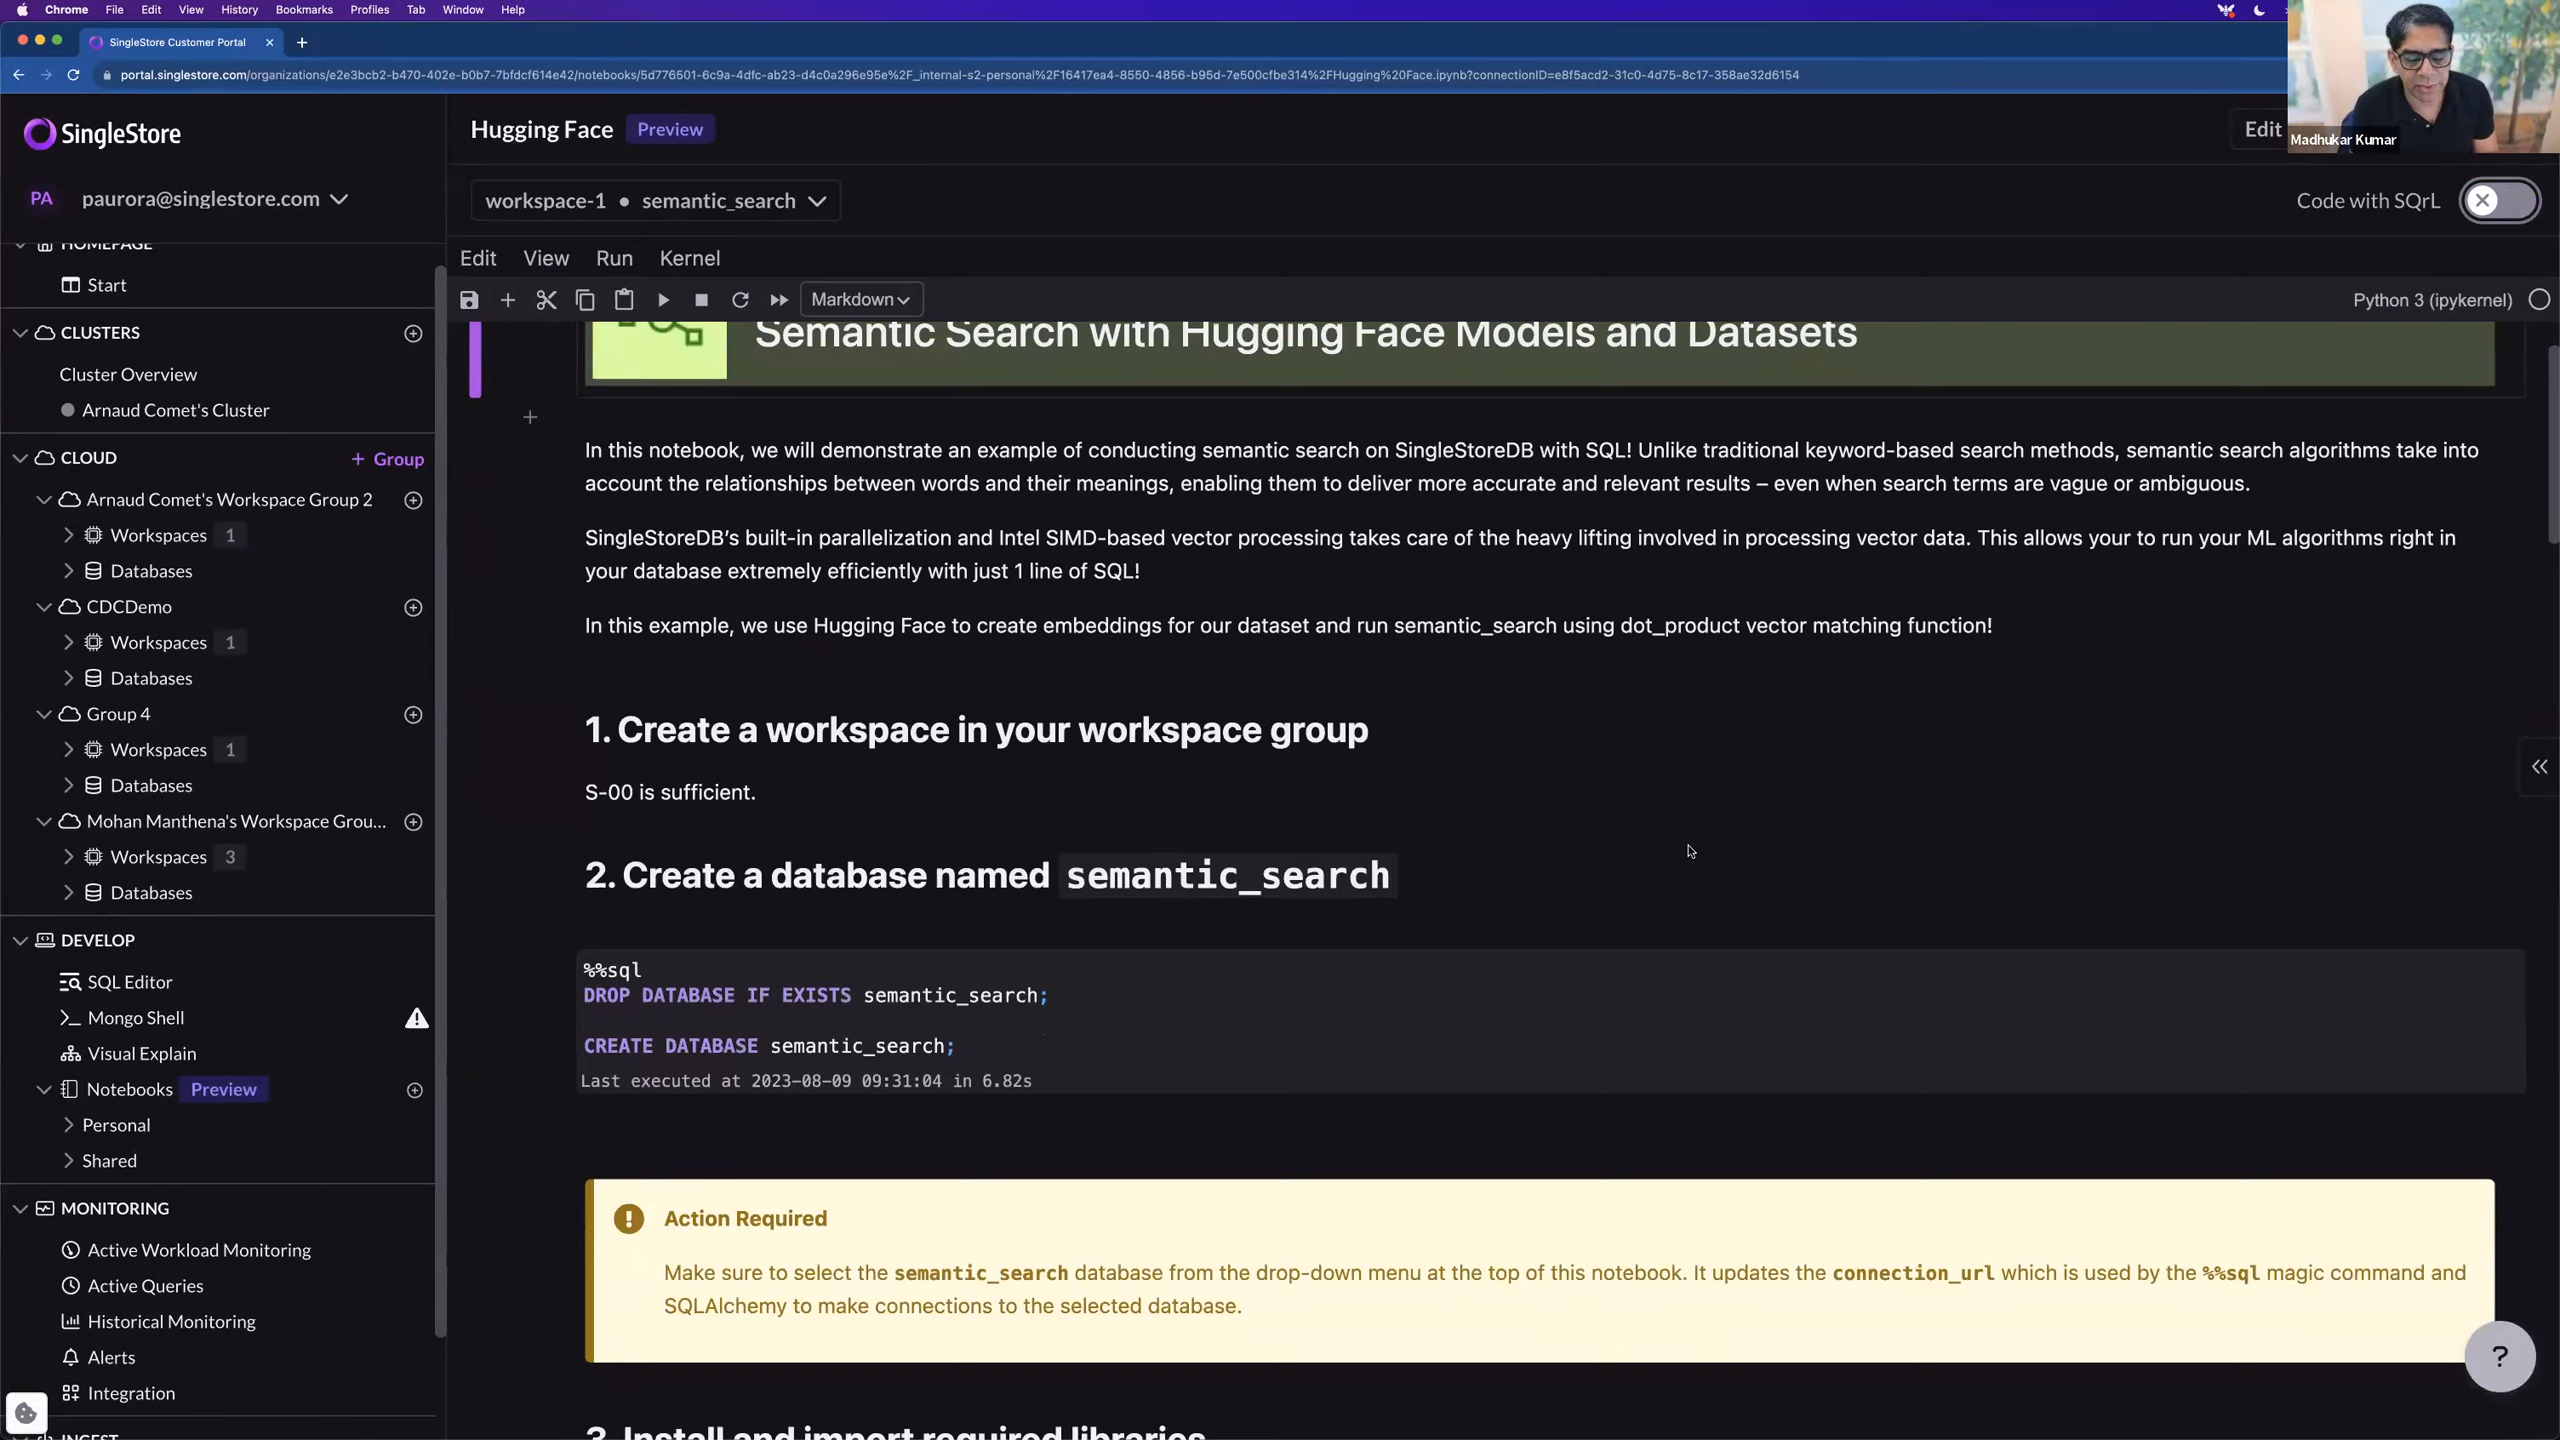 Chrome File Edit View History Bookmarks Profiles Tab Window Help
SingleStore Customer Portal
portal.singlestore.com/organizations/e2e3bcb2-b470-402e-b0b7-7bfdcf614e42/notebooks/5d776501-6c9a-4dfc-ab23-d4c0a296e95e%2F_internal-s2-personal%2F16417ea4-8550-4856-b95d-7e500cfbe314%2FHugging%20Face.ipynb?connectionID=e8f5acd2-31c0-4d75-8c17-358ae32d6154
Madhukar Kumar
SingleStore
PA paurora@singlestore.com
HOMEPAGE
Start
CLUSTERS
Cluster Overview
Arnaud Comet's Cluster
CLOUD + Group
Arnaud Comet's Workspace Group 2
Workspaces 1
Databases
CDCDemo
Workspaces 1
Databases
Group 4
Workspaces 1
Databases
Mohan Manthena's Workspace Grou...
Workspaces 3
Databases
DEVELOP
SQL Editor
Mongo Shell
Visual Explain
Notebooks Preview
Personal
Shared
MONITORING
Active Workload Monitoring
Active Queries
Historical Monitoring
Alerts
Integration
INGEST
Hugging Face Preview
Edit
workspace-1 • semantic_search
Code with SQrL
Edit View Run Kernel
Markdown
Python 3 (ipykernel)
Semantic Search with Hugging Face Models and Datasets
In this notebook, we will demonstrate an example of conducting semantic search on SingleStoreDB with SQL! Unlike traditional keyword-based search methods, semantic search algorithms take into
account the relationships between words and their meanings, enabling them to deliver more accurate and relevant results – even when search terms are vague or ambiguous.
SingleStoreDB’s built-in parallelization and Intel SIMD-based vector processing takes care of the heavy lifting involved in processing vector data. This allows your to run your ML algorithms right in
your database extremely efficiently with just 1 line of SQL!
In this example, we use Hugging Face to create embeddings for our dataset and run semantic_search using dot_product vector matching function!
1. Create a workspace in your workspace group
S-00 is sufficient.
2. Create a database named semantic_search
%%sql
DROP DATABASE IF EXISTS semantic_search;
CREATE DATABASE semantic_search;
Last executed at 2023-08-09 09:31:04 in 6.82s
Action Required
Make sure to select the semantic_search database from the drop-down menu at the top of this notebook. It updates the connection_url which is used by the %%sql magic command and
SQLAlchemy to make connections to the selected database.
3. Install and import required libraries
?